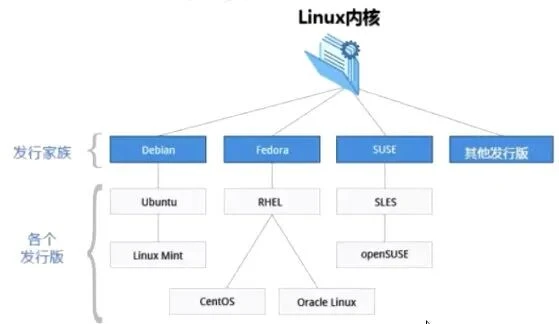 Linux内核
发行家族
Debian
Fedora
SUSE
其他发行版
各个
发行版
Ubuntu
RHEL
SLES
Linux Mint
openSUSE
CentOS
Oracle Linux